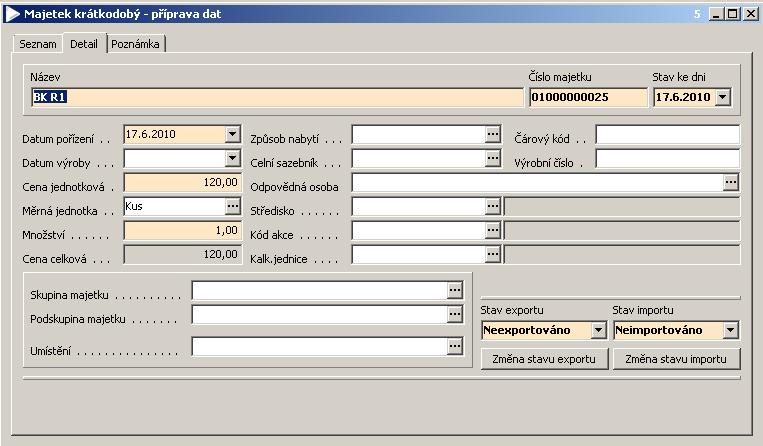 Majetek krátkodobý - příprava dat 5
Seznam Detail Poznámka
Název Číslo majetku Stav ke dni
BK R1 01000000025 17.6.2010
Datum pořízení . . 17.6.2010 Způsob nabytí . . . Čárový kód . .
Datum výroby . . . Celní sazebník . . . Výrobní číslo .
Cena jednotková . 120,00 Odpovědná osoba
Měrná jednotka . . Kus Středisko . . . . . .
Množství . . . . . . 1,00 Kód akce . . . . . .
Cena celková . . . 120,00 Kalk.jednice . . . .
Skupina majetku . . . . . . . . . .
Podskupina majetku . . . . . . Stav exportu Stav importu
Neexportováno Neimportováno
Umístění . . . . . . . . . . . . . . . Změna stavu exportu Změna stavu importu